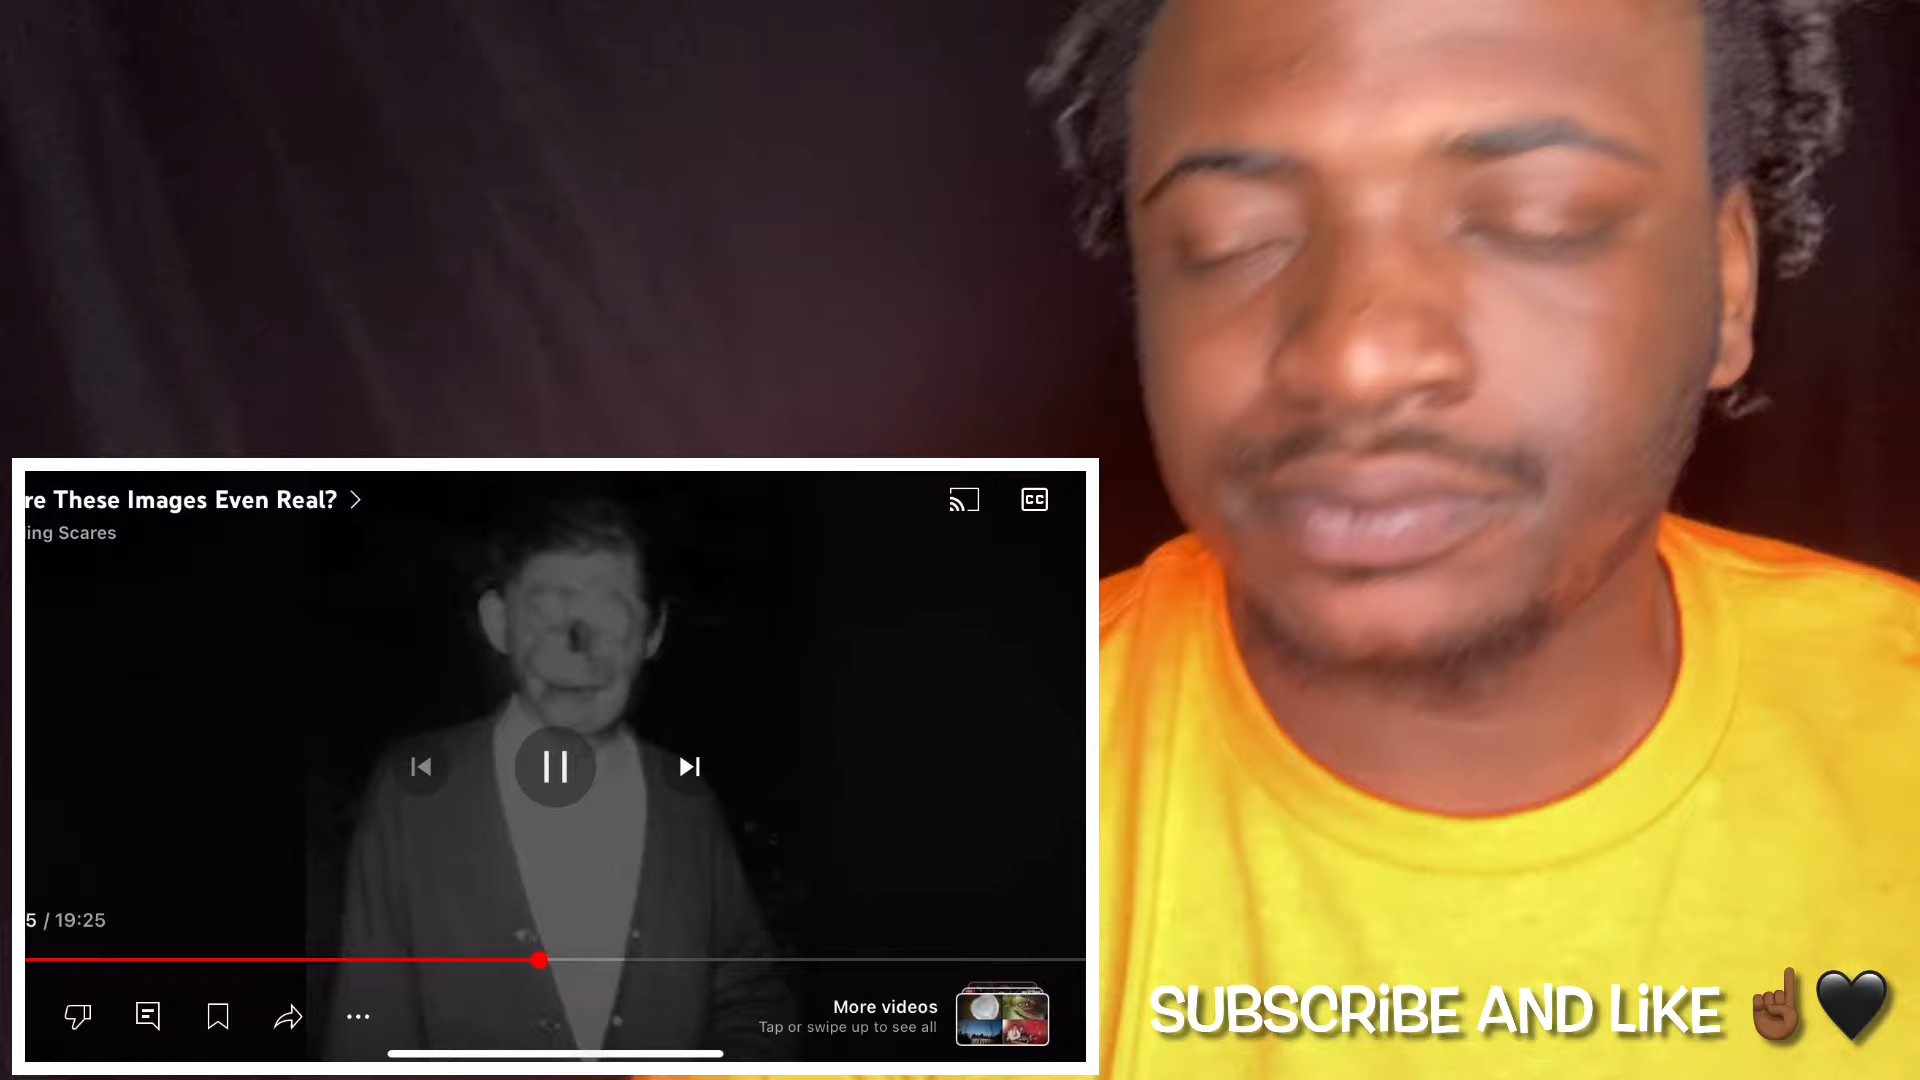 re These Images Even Real?
ing Scares
CC
5 / 19:25
More videos
Tap or swipe up to see all
SUBSCRIBE AND LIKE